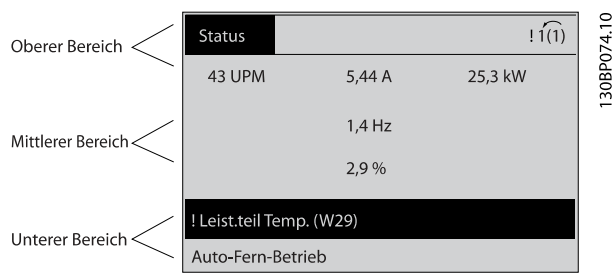 Oberer Bereich
Status
! 1(1)
43 UPM 5,44 A 25,3 kW
Mittlerer Bereich
1,4 Hz
2,9 %
! Leist.teil Temp. (W29)
Unterer Bereich
Auto-Fern-Betrieb
130BP074.10